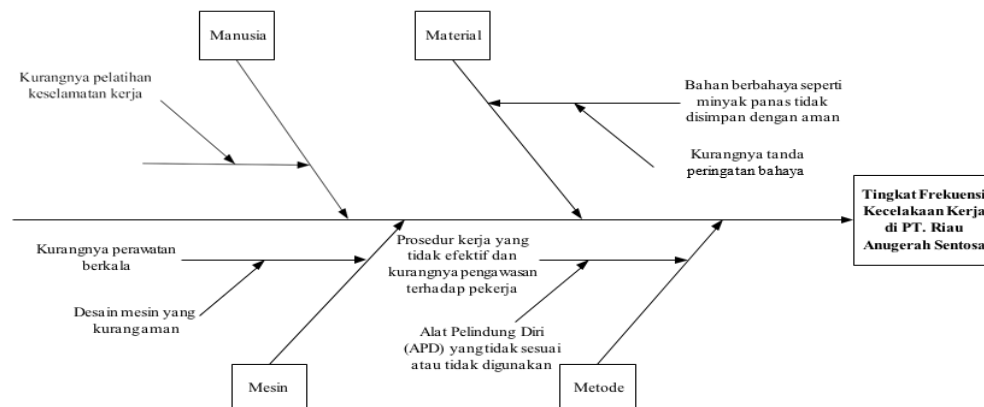 Manusia
Material
Kurangnya pelatihan
keselamatan kerja
Bahan berbahaya seperti
minyak panas tidak
disimpan dengan aman
Kurangnya tanda
peringatan bahaya
Tingkat Frekuensi
Kecelakaan Kerja
di PT. Riau
Anugerah Sentosa
Kurangnya perawatan
berkala
Prosedur kerja yang
tidak efektif dan
kurangnya pengawasan
terhadap pekerja
Desain mesin yang
kurang aman
Alat Pelindung Diri
(APD) yang tidak sesuai
atau tidak digunakan
Mesin
Metode